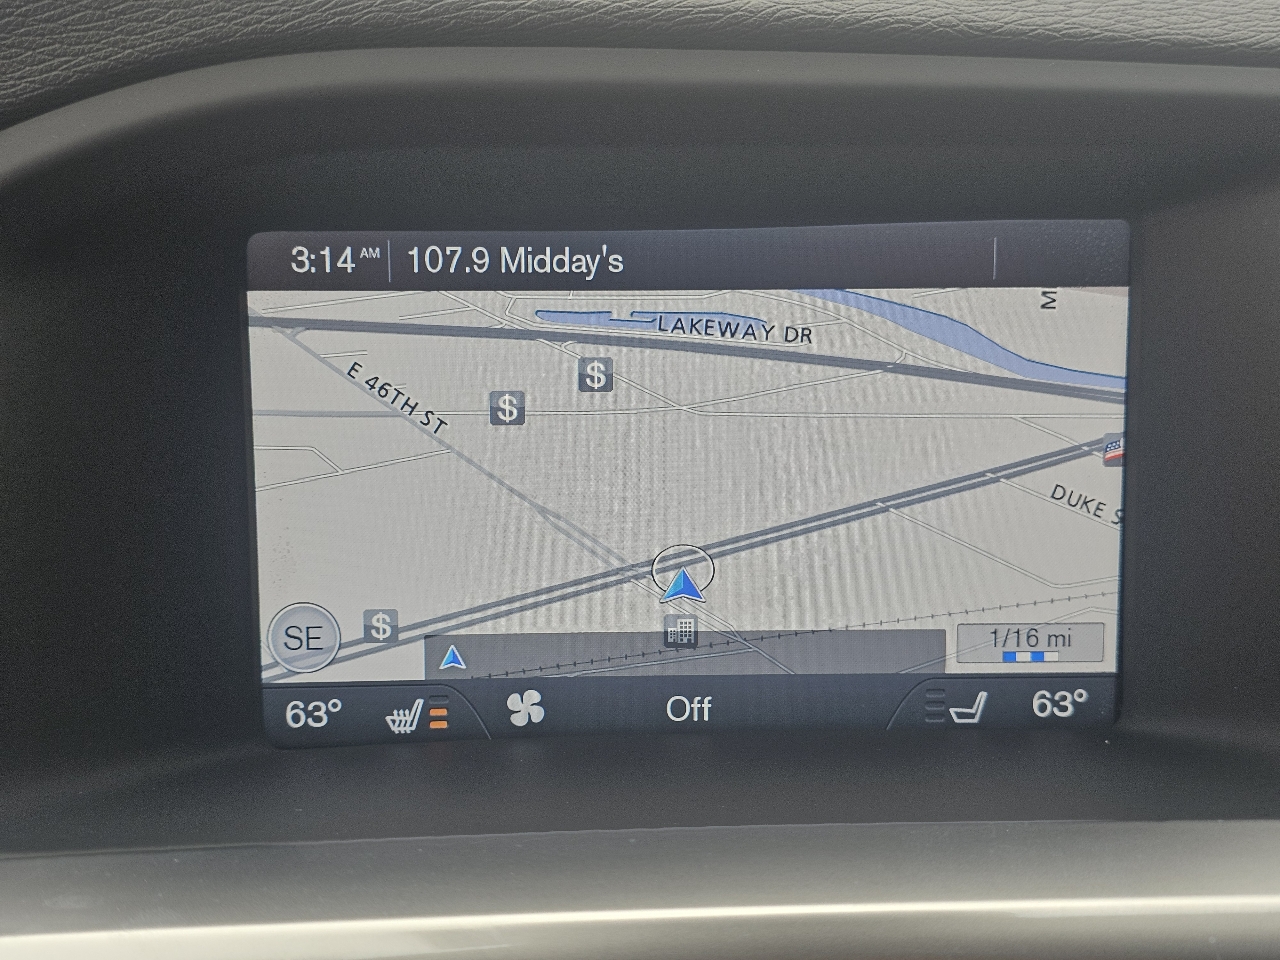 3:14 AM 107.9 Midday's
M
LAKEWAY DR
$
E 46TH ST
$
DUKE S
$
SE
1/16 mi
63° Off 63°